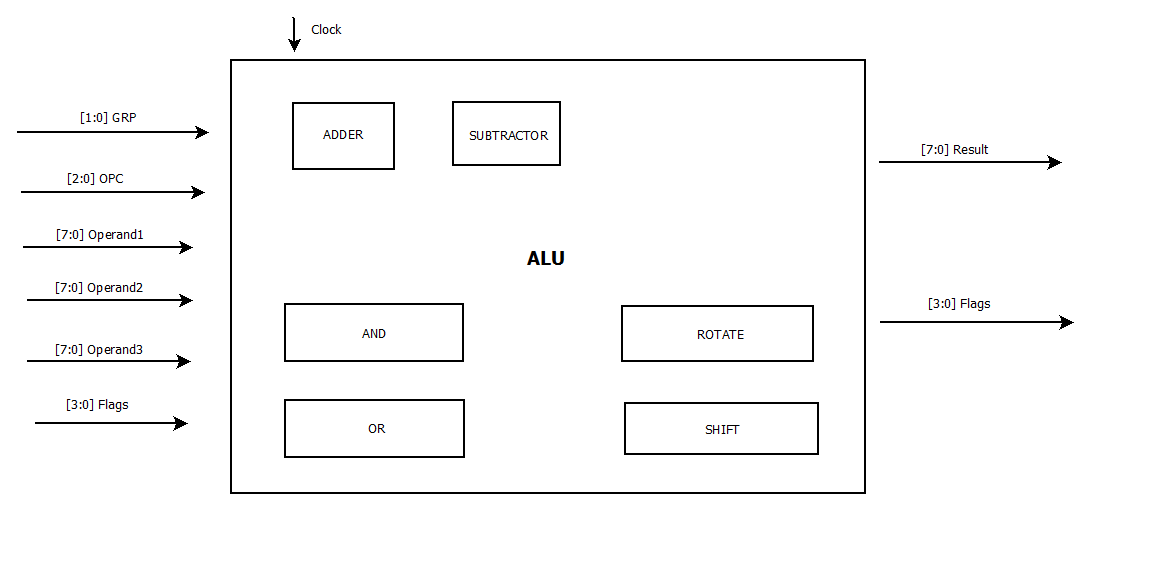 Clock
[1:0] GRP
ADDER
SUBTRACTOR
[7:0] Result
[2:0] OPC
[7:0] Operand1
ALU
[7:0] Operand2
[3:0] Flags
AND
ROTATE
[7:0] Operand3
[3:0] Flags
OR
SHIFT